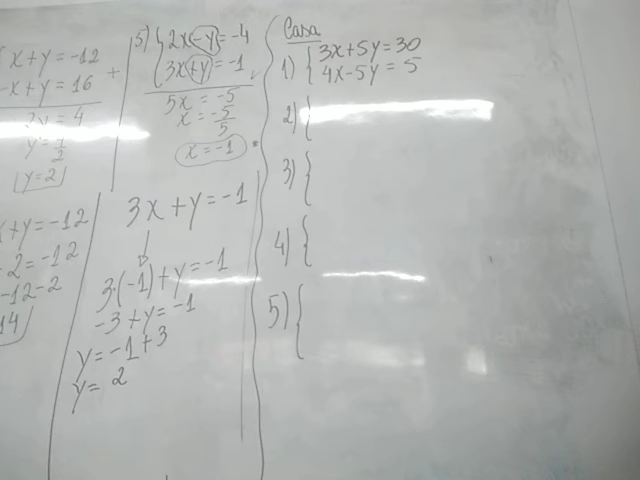 x+y=-12
-x+y=16 +
2y=4
y=4/2
y=2
x+y=-12
2=-12
-12-2
14
5) { 2x-y=-4
3x+y=-1
5x=-5
x=-5/5
x=-1
3x+y=-1
3·(-1)+y=-1
-3+y=-1
y=-1+3
y=2
Casa
1) { 3x+5y=30
4x-5y=5
2) {
3) {
4) {
5) {